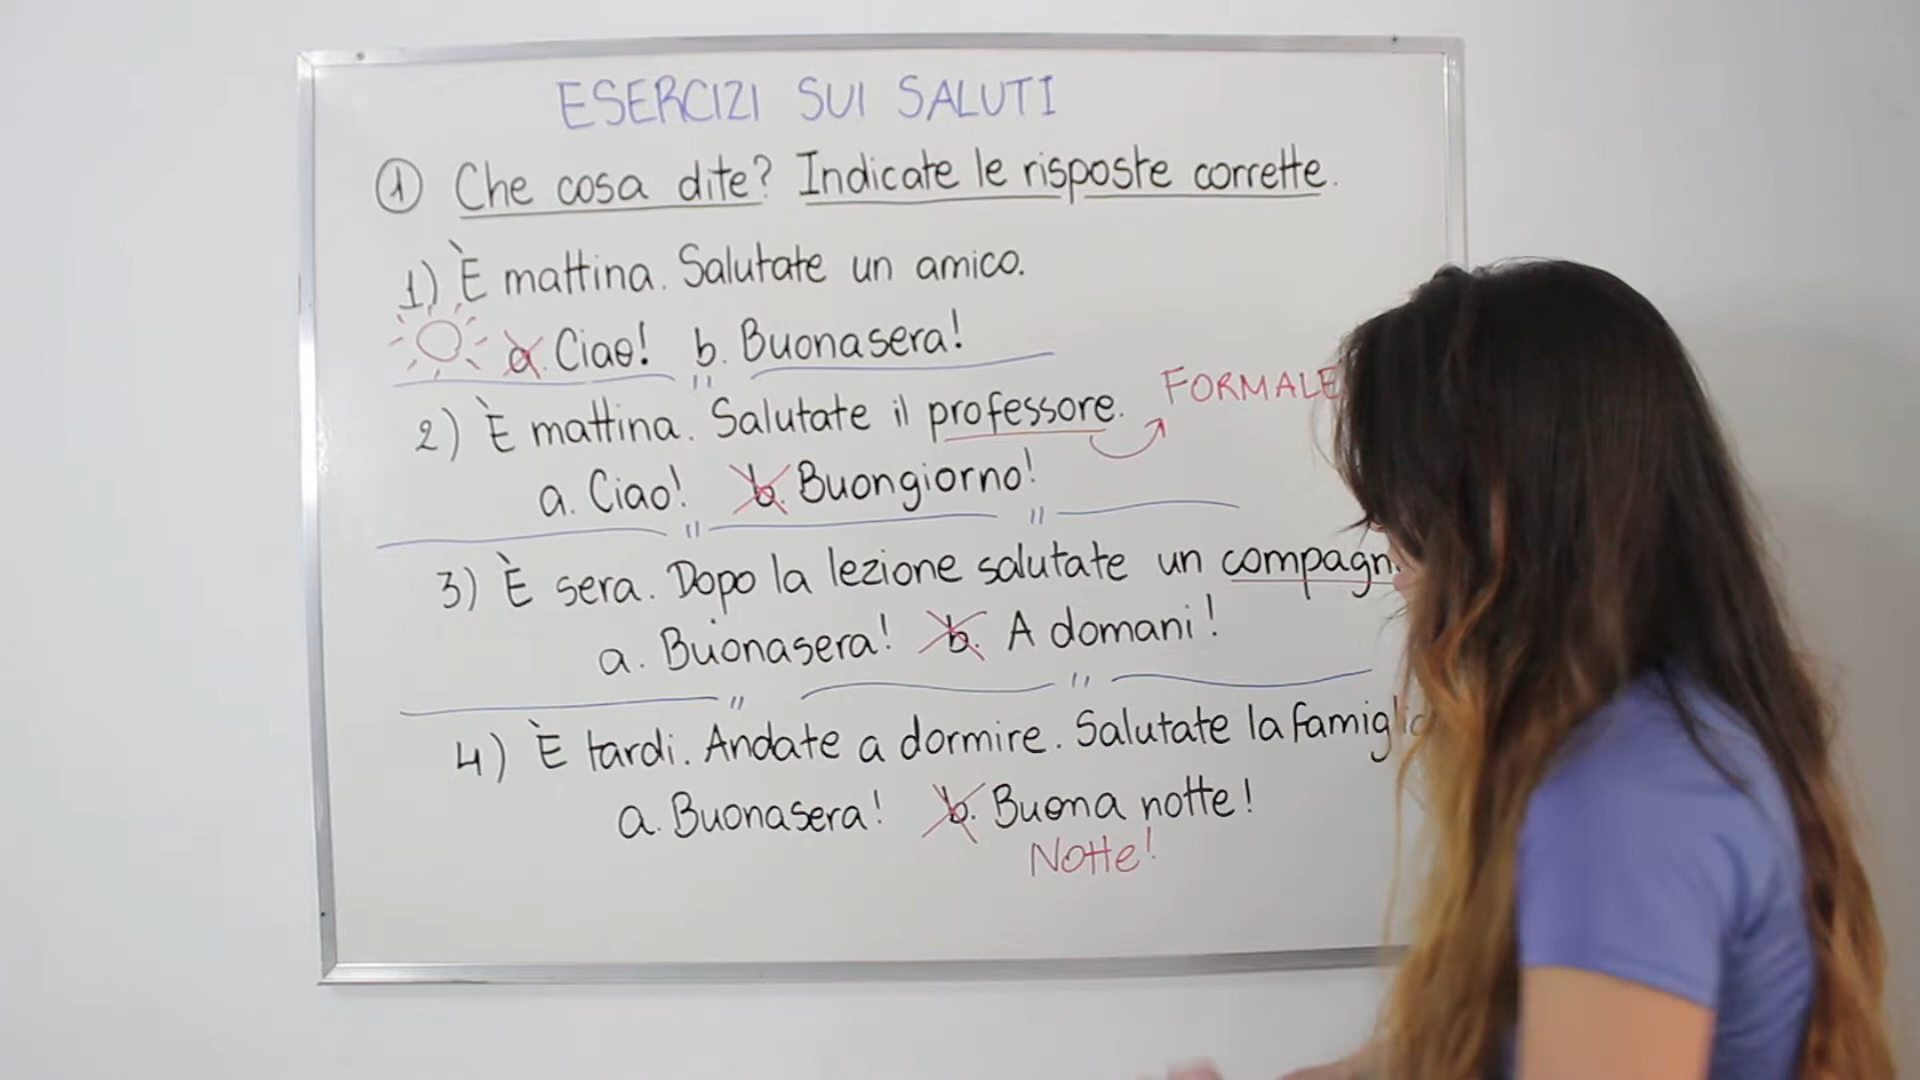 ESERCIZI SUI SALUTI
① Che cosa dite? Indicate le risposte corrette.
1) È mattina. Salutate un amico.
a. Ciao! b. Buonasera!
2) È mattina. Salutate il professore. FORMALE
a. Ciao! b. Buongiorno!
3) È sera. Dopo la lezione salutate un
a. Buonasera! b. A domani!
4) È tardi. Andate a dormire. Salutate la
a. Buonasera! b. Buona notte!
Notte!